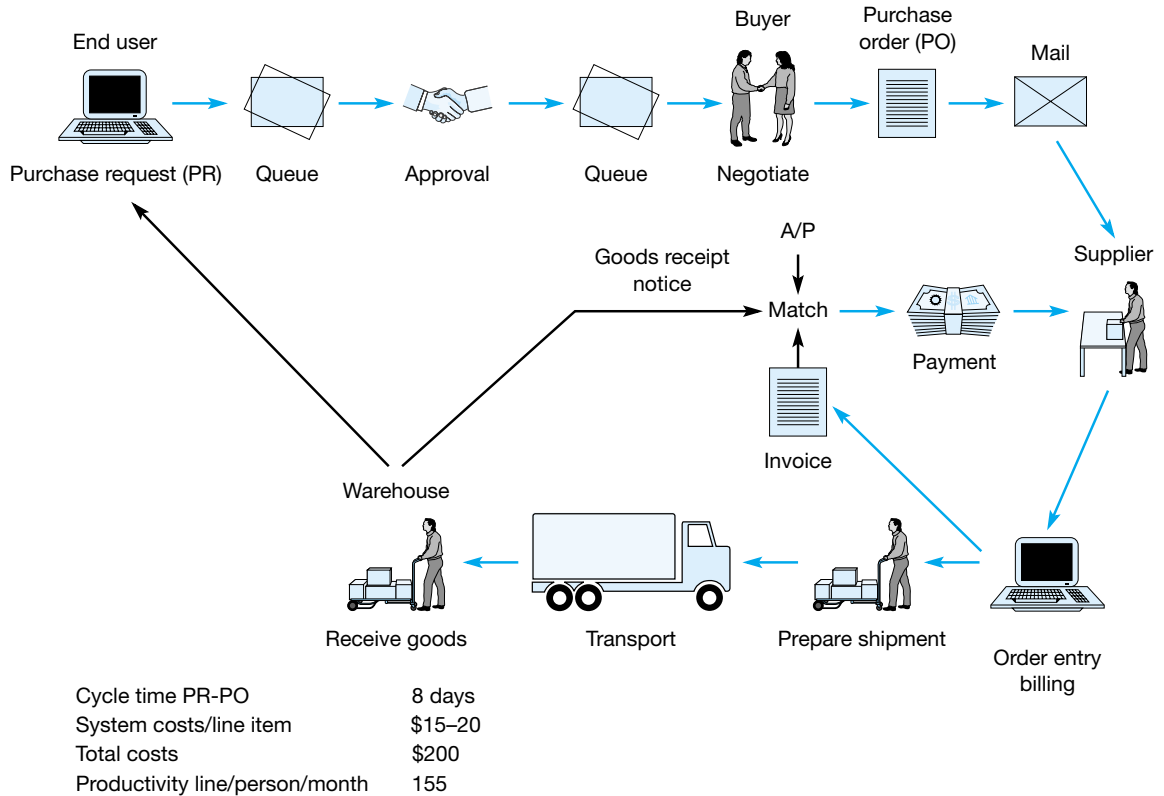 End user
Buyer
Purchase
order (PO)
Mail
Purchase request (PR)
Queue
Approval
Queue
Negotiate
A/P
Goods receipt
notice
Match
Supplier
Payment
Invoice
Warehouse
Receive goods
Transport
Prepare shipment
Order entry
billing
Cycle time PR-PO 8 days
System costs/line item $15–20
Total costs $200
Productivity line/person/month 155